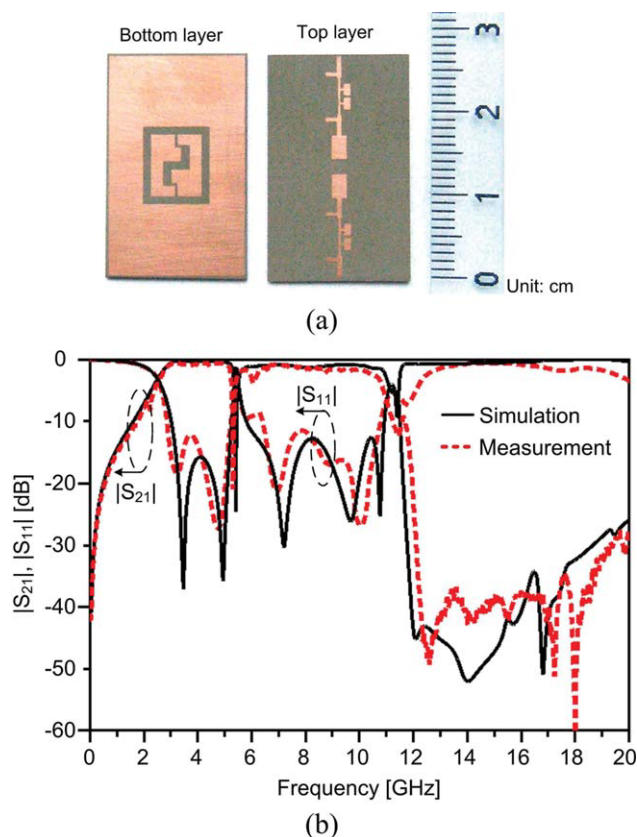 Bottom layer
Top layer
3
2
1
0
Unit: cm
(a)
|S21|, |S11| [dB]
0
-10
-20
-30
-40
-50
-60
|S21|
|S11|
Simulation
Measurement
0 2 4 6 8 10 12 14 16 18 20
Frequency [GHz]
(b)